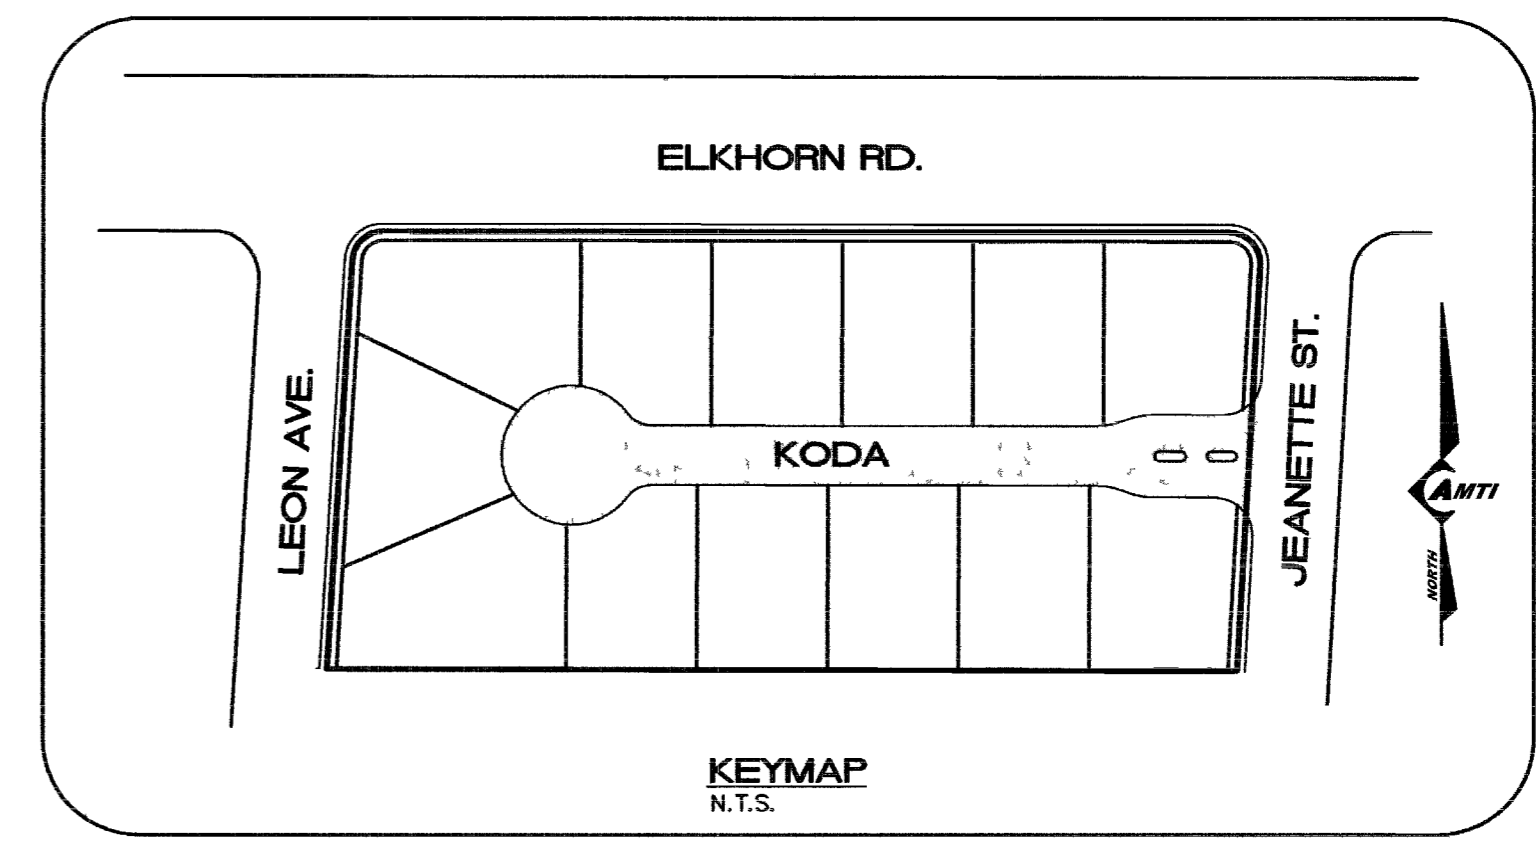 ELKHORN RD.
LEON AVE.
KODA
JEANETTE ST.
AMTI
NORTH
KEYMAP
N.T.S.